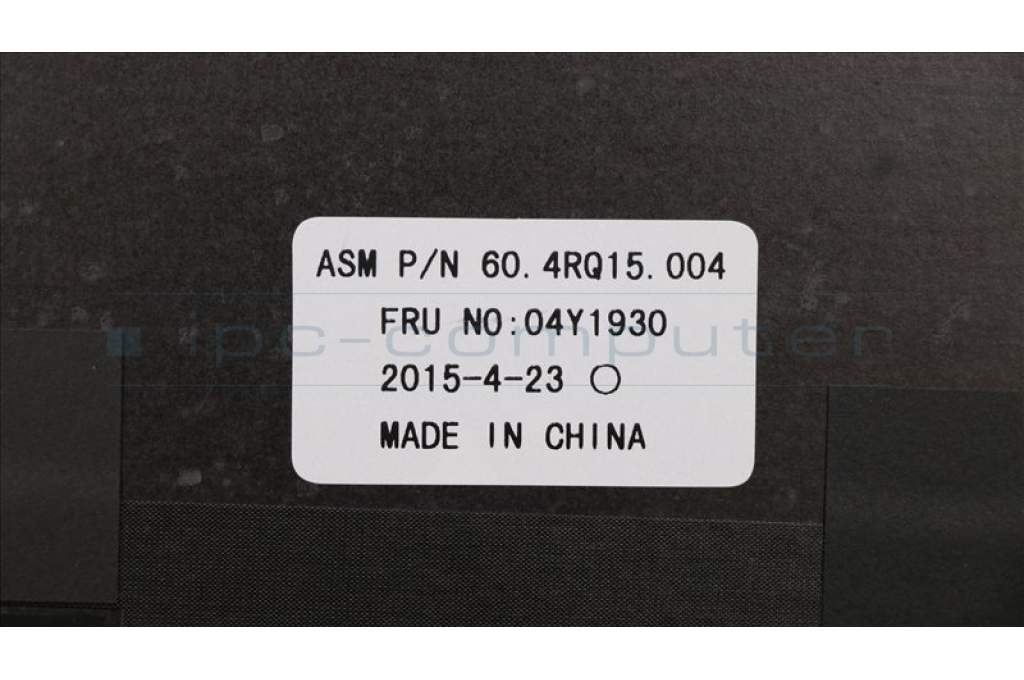 ASM P/N 60.4RQ15.004
FRU NO:04Y1930
ipc-computer
2015-4-23 ○
MADE IN CHINA